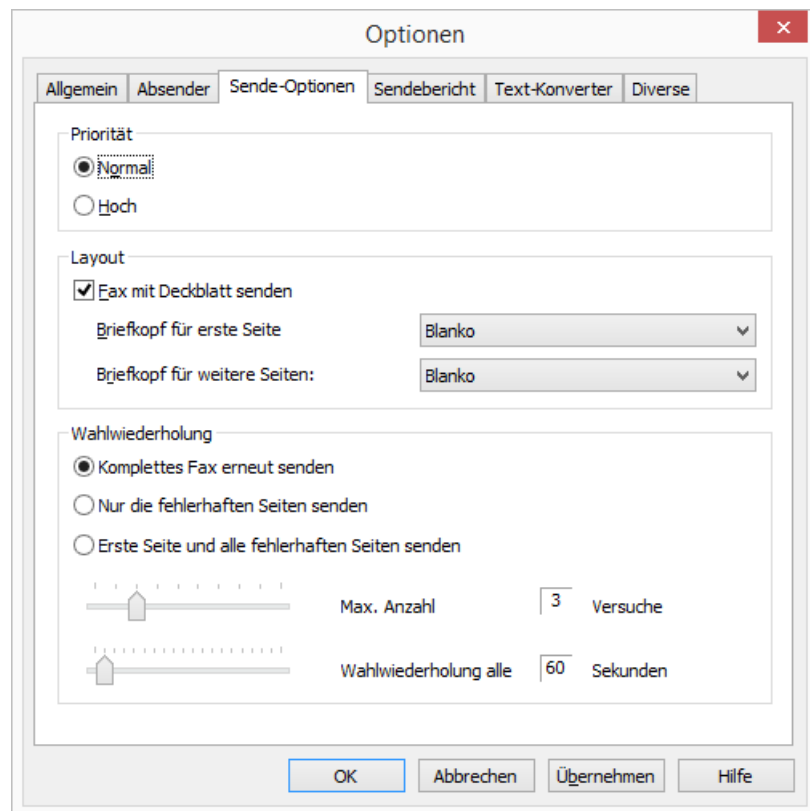 Optionen
Allgemein Absender Sende-Optionen Sendebericht Text-Konverter Diverse
Priorität
Normal
Hoch
Layout
Fax mit Deckblatt senden
Briefkopf für erste Seite Blanko
Briefkopf für weitere Seiten: Blanko
Wahlwiederholung
Komplettes Fax erneut senden
Nur die fehlerhaften Seiten senden
Erste Seite und alle fehlerhaften Seiten senden
Max. Anzahl 3 Versuche
Wahlwiederholung alle 60 Sekunden
OK Abbrechen Übernehmen Hilfe